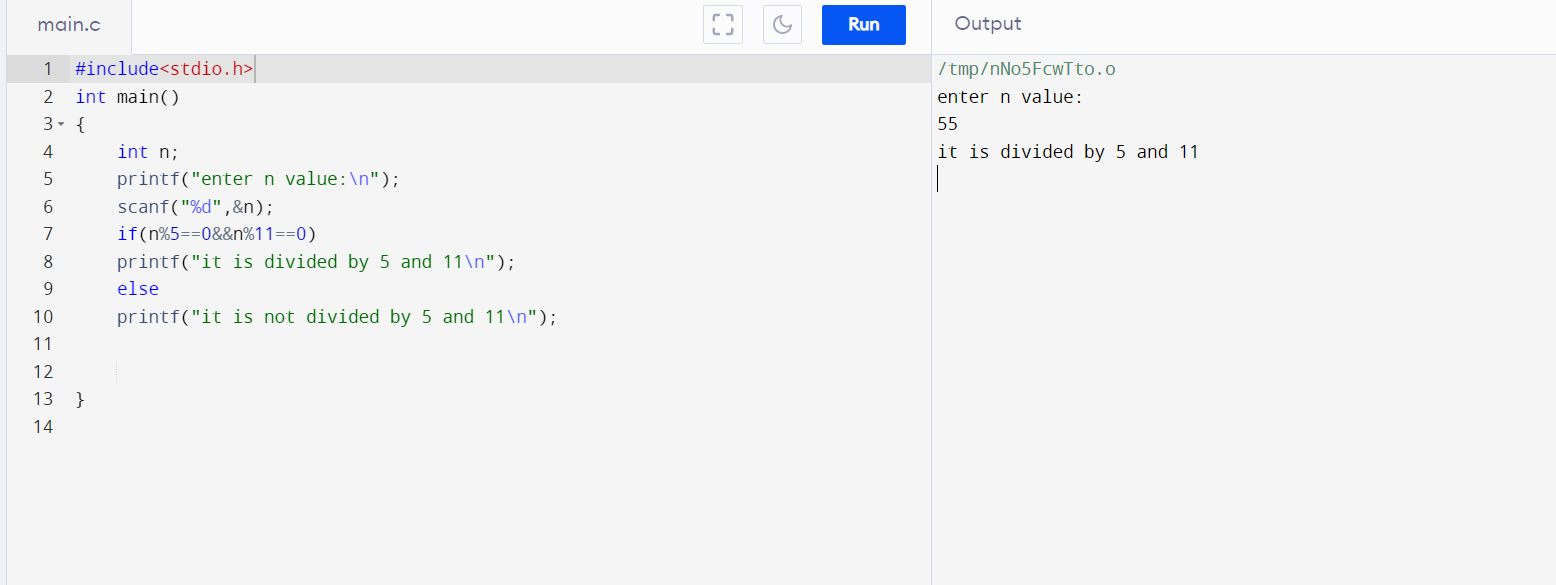 main.c
Run
Output
1 #include<stdio.h>
2 int main()
3 {
4     int n;
5     printf("enter n value:\n");
6     scanf("%d",&n);
7     if(n%5==0&&n%11==0)
8     printf("it is divided by 5 and 11\n");
9     else
10     printf("it is not divided by 5 and 11\n");
11
12
13 }
14
/tmp/nNo5FcwTto.o
enter n value:
55
it is divided by 5 and 11